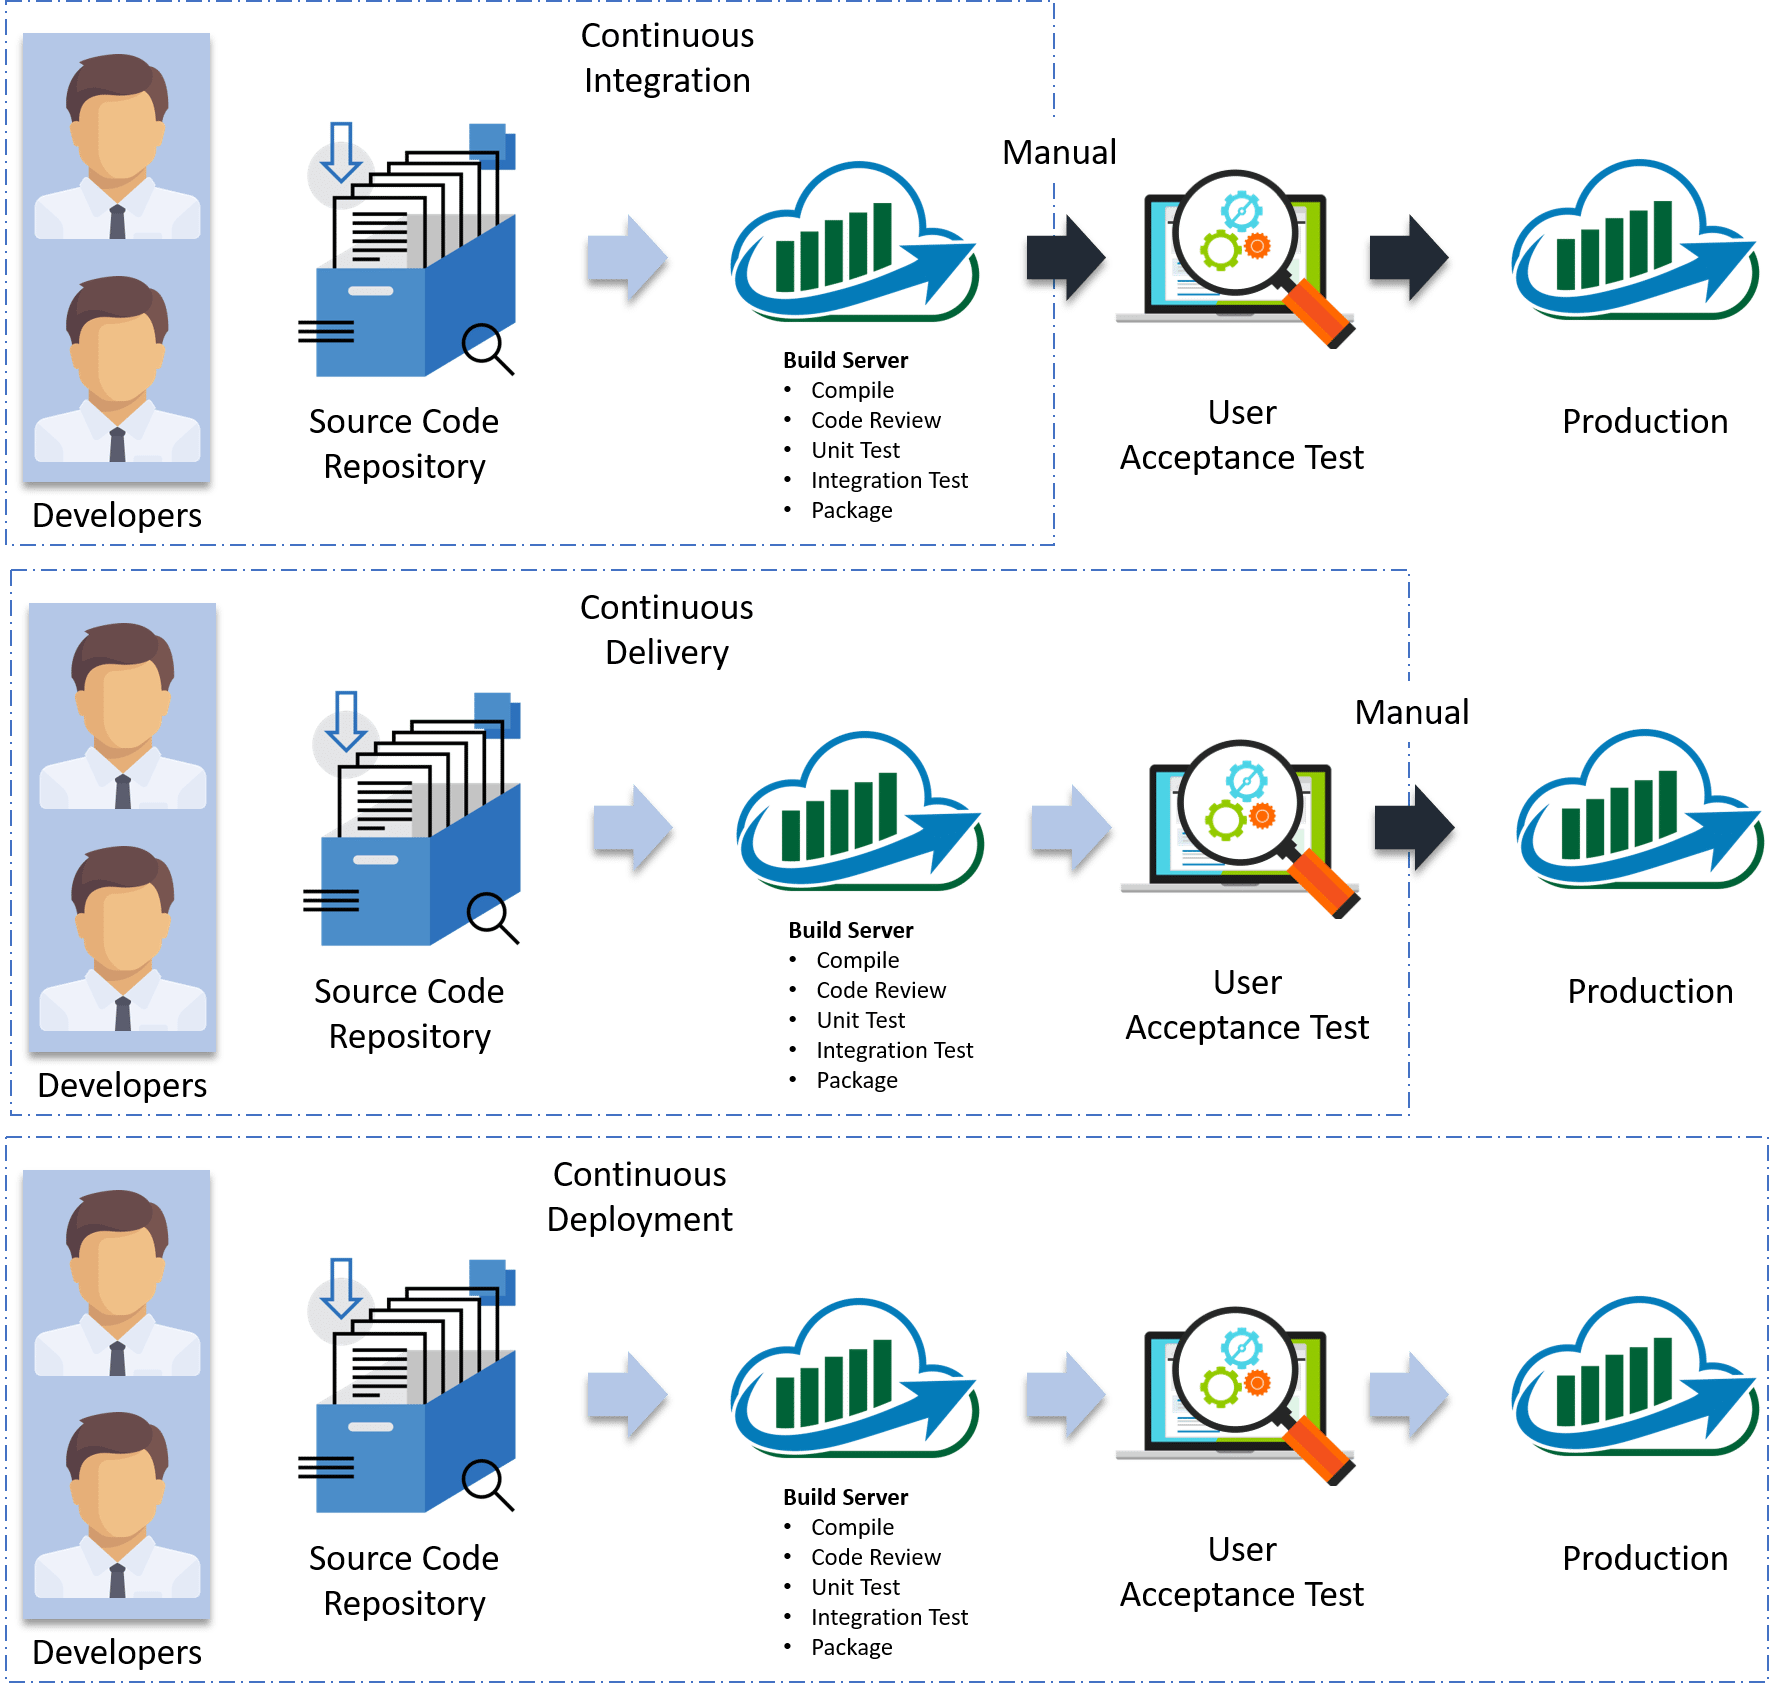 Continuous
Integration
Manual
Build Server
• Compile
• Code Review
• Unit Test
• Integration Test
• Package
Source Code
Repository
User
Acceptance Test
Production
Developers
Continuous
Delivery
Manual
Build Server
• Compile
• Code Review
• Unit Test
• Integration Test
• Package
Source Code
Repository
User
Acceptance Test
Production
Developers
Continuous
Deployment
Build Server
• Compile
• Code Review
• Unit Test
• Integration Test
• Package
Source Code
Repository
User
Acceptance Test
Production
Developers